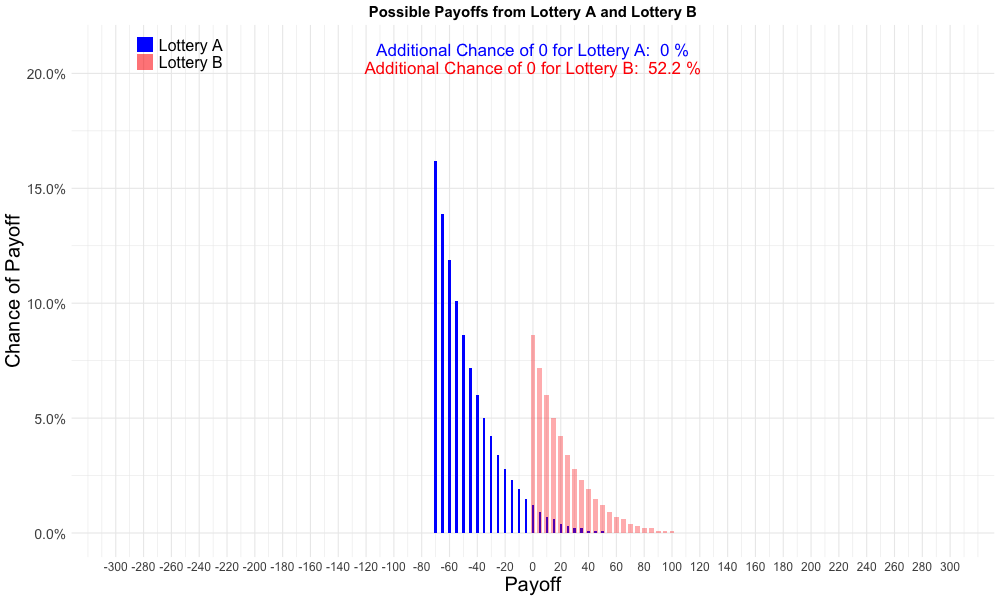 Possible Payoffs from Lottery A and Lottery B
Lottery A
Lottery B
Additional Chance of 0 for Lottery A:  0 %
Additional Chance of 0 for Lottery B:  52.2 %
Chance of Payoff
20.0%
15.0%
10.0%
5.0%
0.0%
-300 -280 -260 -240 -220 -200 -180 -160 -140 -120 -100 -80 -60 -40 -20 0 20 40 60 80 100 120 140 160 180 200 220 240 260 280 300
Payoff